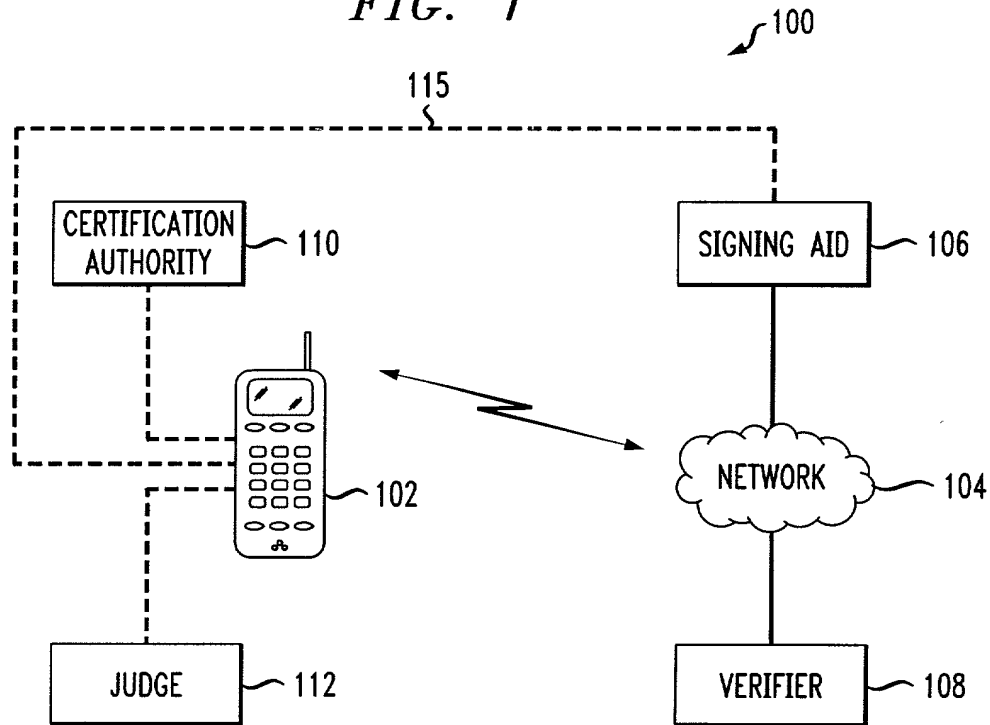 FIG. 1
100
115
CERTIFICATION
AUTHORITY
110
SIGNING AID
106
102
NETWORK
104
JUDGE
112
VERIFIER
108